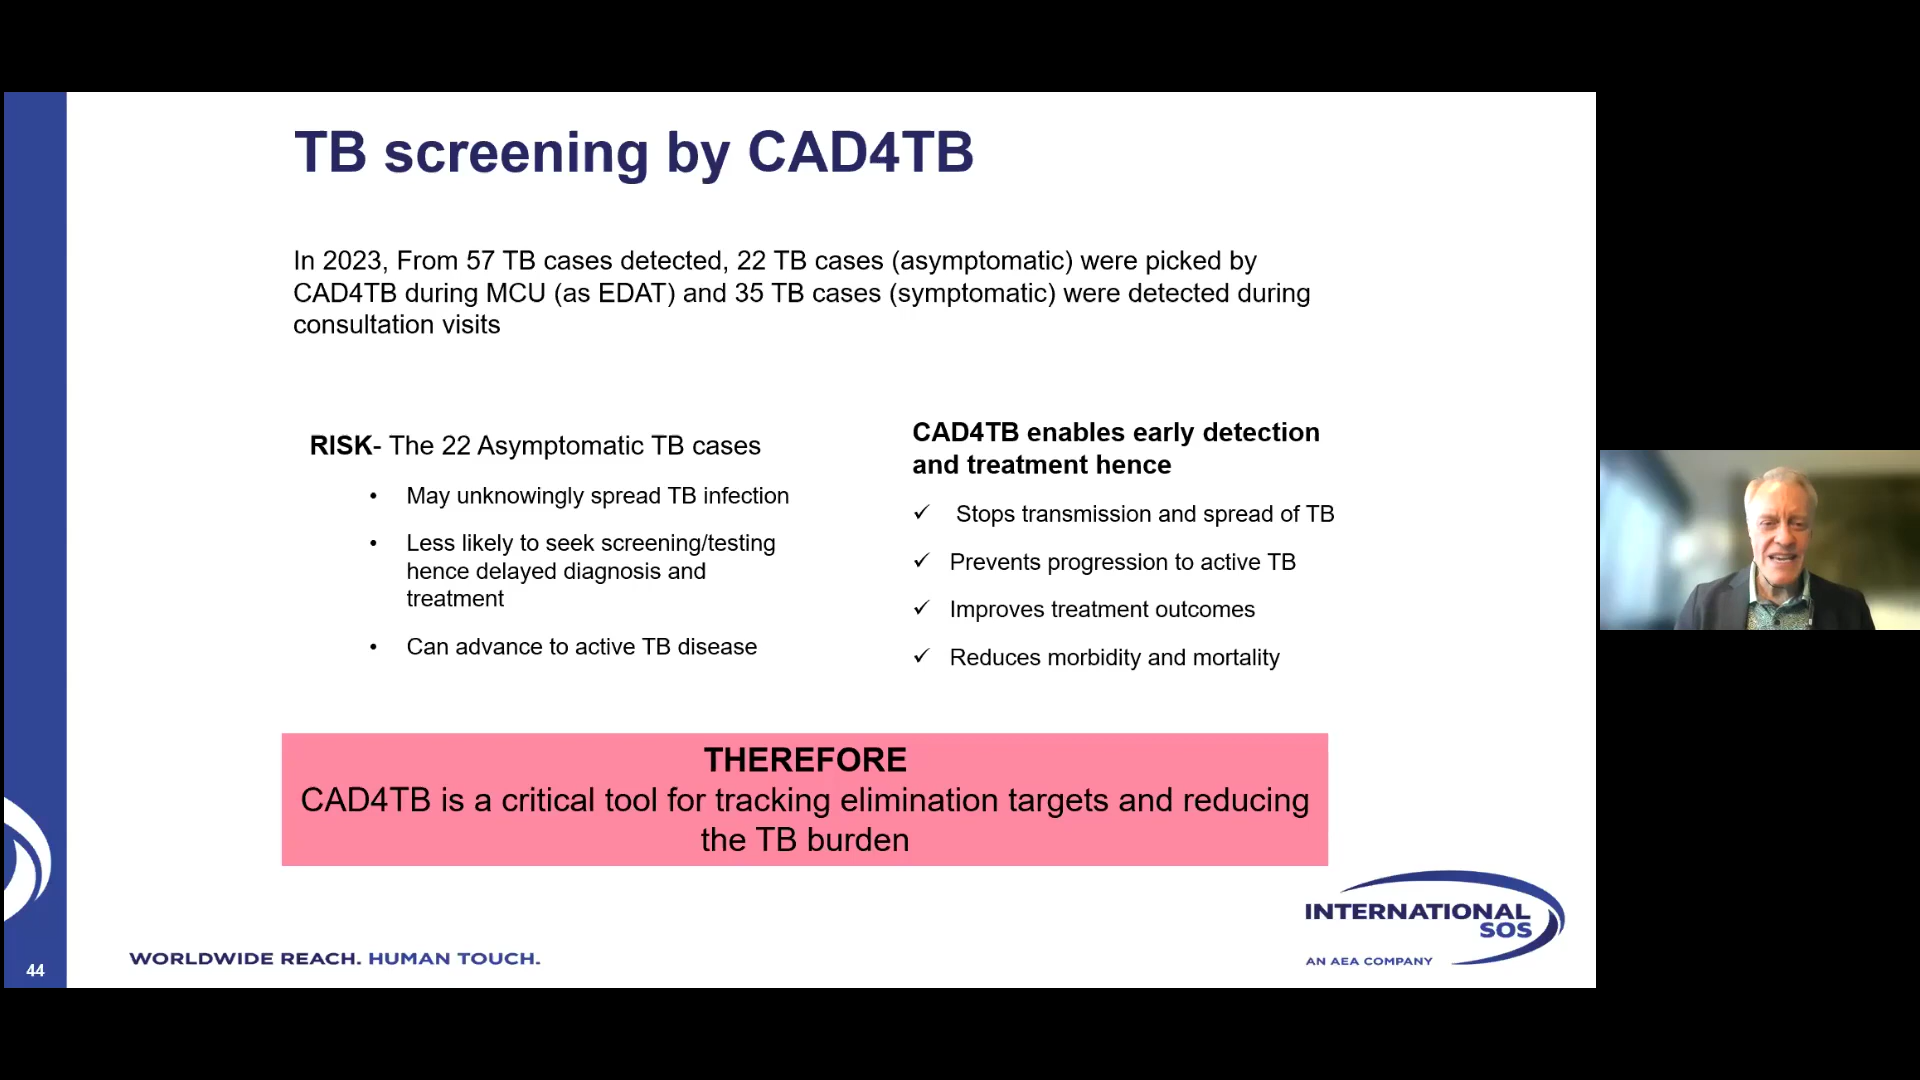 TB screening by CAD4TB
In 2023, From 57 TB cases detected, 22 TB cases (asymptomatic) were picked by
CAD4TB during MCU (as EDAT) and 35 TB cases (symptomatic) were detected during
consultation visits
RISK- The 22 Asymptomatic TB cases
• May unknowingly spread TB infection
• Less likely to seek screening/testing
hence delayed diagnosis and
treatment
• Can advance to active TB disease
CAD4TB enables early detection
and treatment hence
✓ Stops transmission and spread of TB
✓ Prevents progression to active TB
✓ Improves treatment outcomes
✓ Reduces morbidity and mortality
THEREFORE
CAD4TB is a critical tool for tracking elimination targets and reducing
the TB burden
INTERNATIONAL
SOS
AN AEA COMPANY
WORLDWIDE REACH. HUMAN TOUCH.
44